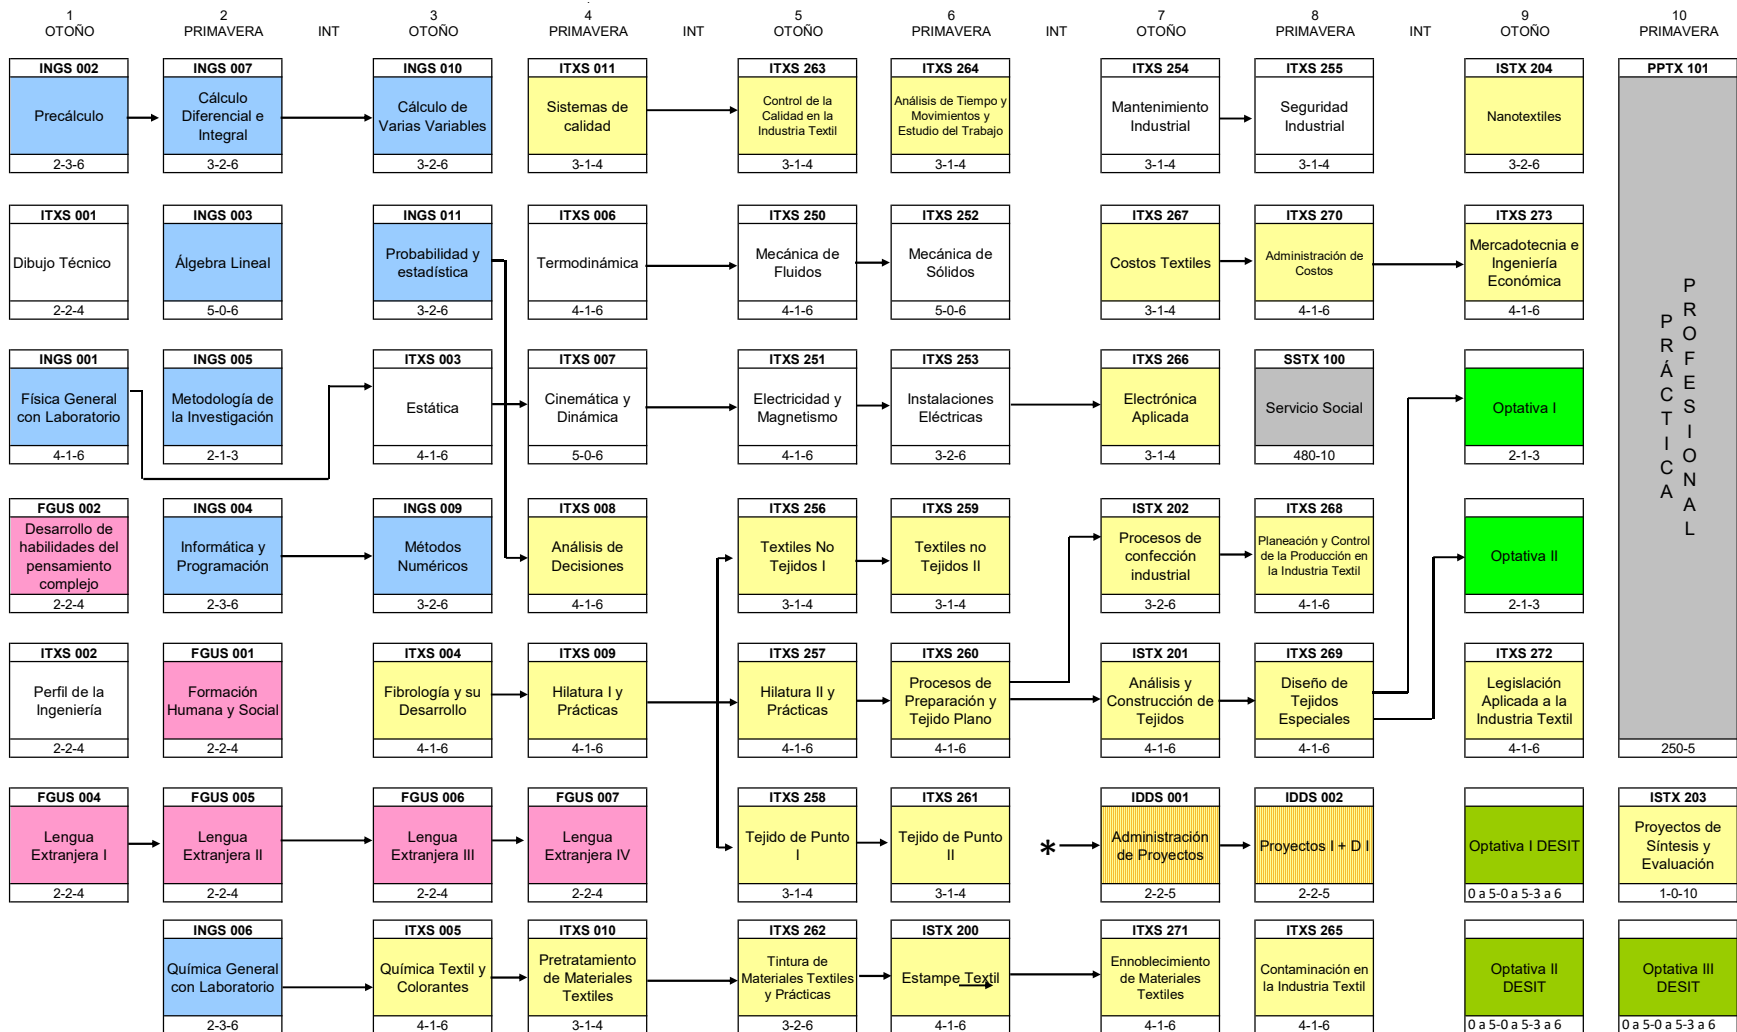 1 2 3 4 5 6 7 8 9 10
OTOÑO PRIMAVERA INT OTOÑO PRIMAVERA INT OTOÑO PRIMAVERA INT OTOÑO PRIMAVERA INT OTOÑO PRIMAVERA
INGS 002
Precálculo
2-3-6
INGS 007
Cálculo
Diferencial e
Integral
3-2-6
INGS 010
Cálculo de
Varias Variables
3-2-6
ITXS 011
Sistemas de
calidad
3-1-4
ITXS 263
Control de la
Calidad en la
Industria Textil
3-1-4
ITXS 264
Análisis de Tiempo y
Movimientos y
Estudio del Trabajo
3-1-4
ITXS 254
Mantenimiento
Industrial
3-1-4
ITXS 255
Seguridad
Industrial
3-1-4
ISTX 204
Nanotextiles
3-2-6
PPTX 101
PRÁCTICA
PROFESIONAL
250-5
ITXS 001
Dibujo Técnico
2-2-4
INGS 003
Álgebra Lineal
5-0-6
INGS 011
Probabilidad y
estadística
3-2-6
ITXS 006
Termodinámica
4-1-6
ITXS 250
Mecánica de
Fluidos
4-1-6
ITXS 252
Mecánica de
Sólidos
5-0-6
ITXS 267
Costos Textiles
3-1-4
ITXS 270
Administración de
Costos
4-1-6
ITXS 273
Mercadotecnia e
Ingeniería
Económica
4-1-6
INGS 001
Física General
con Laboratorio
4-1-6
INGS 005
Metodología de
la Investigación
2-1-3
ITXS 003
Estática
4-1-6
ITXS 007
Cinemática y
Dinámica
5-0-6
ITXS 251
Electricidad y
Magnetismo
4-1-6
ITXS 253
Instalaciones
Eléctricas
3-2-6
ITXS 266
Electrónica
Aplicada
3-1-4
SSTX 100
Servicio Social
480-10
Optativa I
2-1-3
FGUS 002
Desarrollo de
habilidades del
pensamiento
complejo
2-2-4
INGS 004
Informática y
Programación
2-3-6
INGS 009
Métodos
Numéricos
3-2-6
ITXS 008
Análisis de
Decisiones
4-1-6
ITXS 256
Textiles No
Tejidos I
3-1-4
ITXS 259
Textiles no
Tejidos II
3-1-4
ISTX 202
Procesos de
confección
industrial
3-2-6
ITXS 268
Planeación y Control
de la Producción en
la Industria Textil
4-1-6
Optativa II
2-1-3
ITXS 002
Perfil de la
Ingeniería
2-2-4
FGUS 001
Formación
Humana y Social
2-2-4
ITXS 004
Fibrología y su
Desarrollo
4-1-6
ITXS 009
Hilatura I y
Prácticas
4-1-6
ITXS 257
Hilatura II y
Prácticas
4-1-6
ITXS 260
Procesos de
Preparación y
Tejido Plano
4-1-6
ISTX 201
Análisis y
Construcción de
Tejidos
4-1-6
ITXS 269
Diseño de
Tejidos
Especiales
4-1-6
ITXS 272
Legislación
Aplicada a la
Industria Textil
4-1-6
FGUS 004
Lengua
Extranjera I
2-2-4
FGUS 005
Lengua
Extranjera II
2-2-4
FGUS 006
Lengua
Extranjera III
2-2-4
FGUS 007
Lengua
Extranjera IV
2-2-4
ITXS 258
Tejido de Punto
I
3-1-4
ITXS 261
Tejido de Punto
II
3-1-4
*
IDDS 001
Administración
de Proyectos
2-2-5
IDDS 002
Proyectos I + D I
2-2-5
Optativa I DESIT
0 a 5-0 a 5-3 a 6
ISTX 203
Proyectos de
Síntesis y
Evaluación
1-0-10
INGS 006
Química General
con Laboratorio
2-3-6
ITXS 005
Química Textil y
Colorantes
4-1-6
ITXS 010
Pretratamiento
de Materiales
Textiles
3-1-4
ITXS 262
Tintura de
Materiales Textiles
y Prácticas
3-2-6
ISTX 200
Estampe Textil
4-1-6
ITXS 271
Ennoblecimiento
de Materiales
Textiles
4-1-6
ITXS 265
Contaminación en
la Industria Textil
4-1-6
Optativa II
DESIT
0 a 5-0 a 5-3 a 6
Optativa III
DESIT
0 a 5-0 a 5-3 a 6